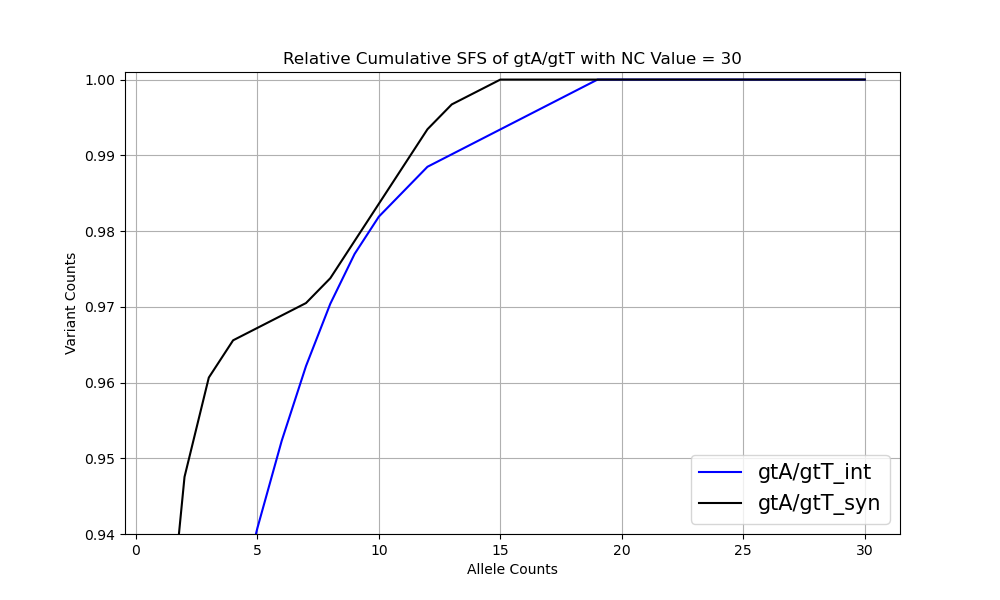 Relative Cumulative SFS of gtA/gtT with NC Value = 30
1.00
0.99
0.98
0.97
0.96
0.95
0.94
Variant Counts
0 5 10 15 20 25 30
Allele Counts
gtA/gtT_int
gtA/gtT_syn